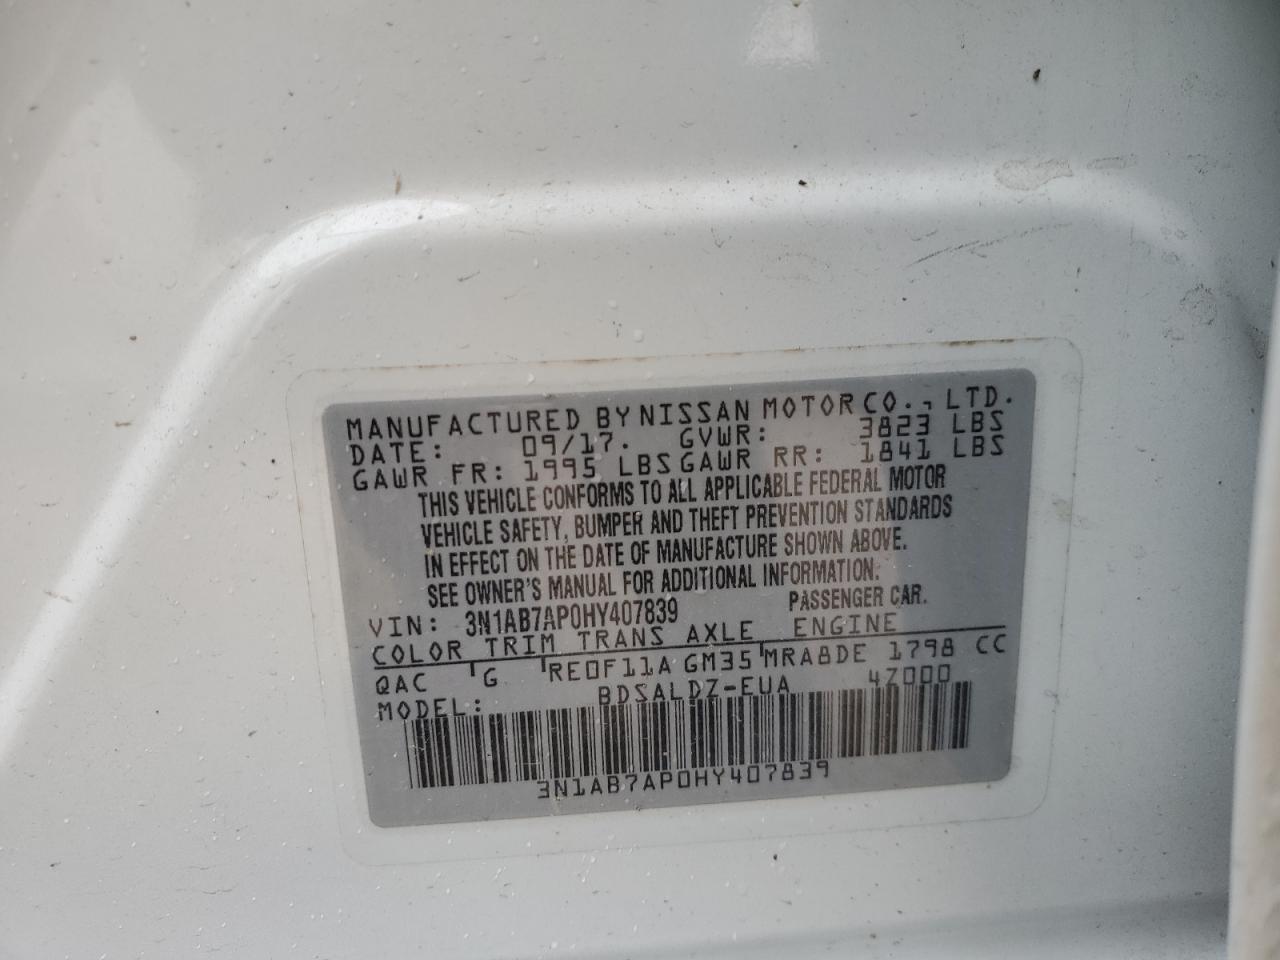 MANUFACTURED BY NISSAN MOTOR CO., LTD.
DATE: 09/17. GVWR: 3823 LBS
GAWR FR: 1995 LBS GAWR RR: 1841 LBS
THIS VEHICLE CONFORMS TO ALL APPLICABLE FEDERAL MOTOR
VEHICLE SAFETY, BUMPER AND THEFT PREVENTION STANDARDS
IN EFFECT ON THE DATE OF MANUFACTURE SHOWN ABOVE.
SEE OWNER'S MANUAL FOR ADDITIONAL INFORMATION.
VIN: 3N1AB7AP0HY407839 PASSENGER CAR.
COLOR TRIM TRANS AXLE ENGINE
QAC G RE0F11A GM35 MRA8DE 1798 CC
MODEL: BDSALDZ-EUA 4Z000
3N1AB7AP0HY407839